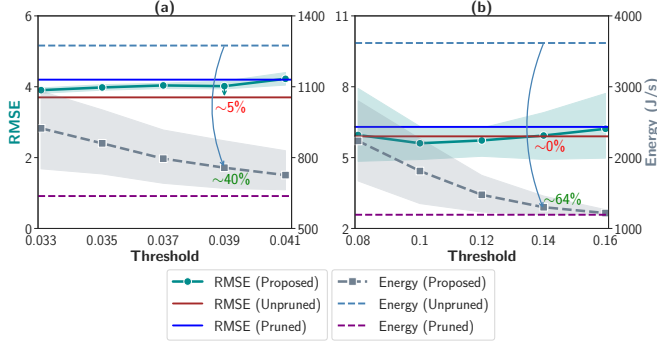 (a) (b)
6 1400 11 4000
4 1100 8 3000
2 800 5 2000
0 500 2 1000
RMSE
Energy (J/s)
~5% ~0%
~40% ~64%
0.033 0.035 0.037 0.039 0.041 0.08 0.1 0.12 0.14 0.16
Threshold Threshold
RMSE (Proposed) Energy (Proposed)
RMSE (Unpruned) Energy (Unpruned)
RMSE (Pruned) Energy (Pruned)